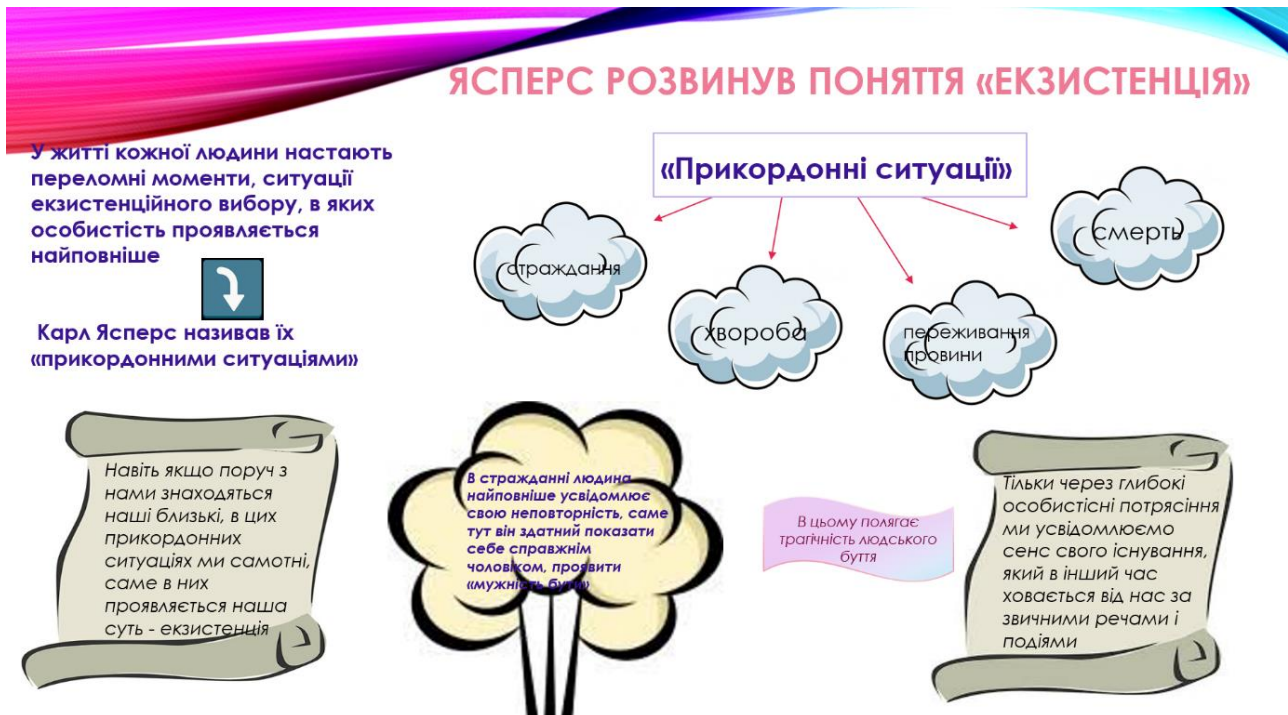 ЯСПЕРС РОЗВИНУВ ПОНЯТТЯ «ЕКЗИСТЕНЦІЯ»
У житті кожної людини настають
переломні моменти, ситуації
екзистенційного вибору, в яких
особистість проявляється
найповніше
Карл Ясперс називав їх
«прикордонними ситуаціями»
«Прикордонні ситуації»
страждання
хвороба
переживання
провини
смерть
Навіть якщо поруч з
нами знаходяться
наші близькі, в цих
прикордонних
ситуаціях ми самотні,
саме в них
проявляється наша
суть - екзистенція
В стражданні людина
найповніше усвідомлює
свою неповторність, саме
тут він здатний показати
себе справжнім
чоловіком, проявити
«мужність бути»
В цьому полягає
трагічність людського
буття
Тільки через глибокі
особистісні потрясіння
ми усвідомлюємо
сенс свого існування,
який в інший час
ховається від нас за
звичними речами і
подіями